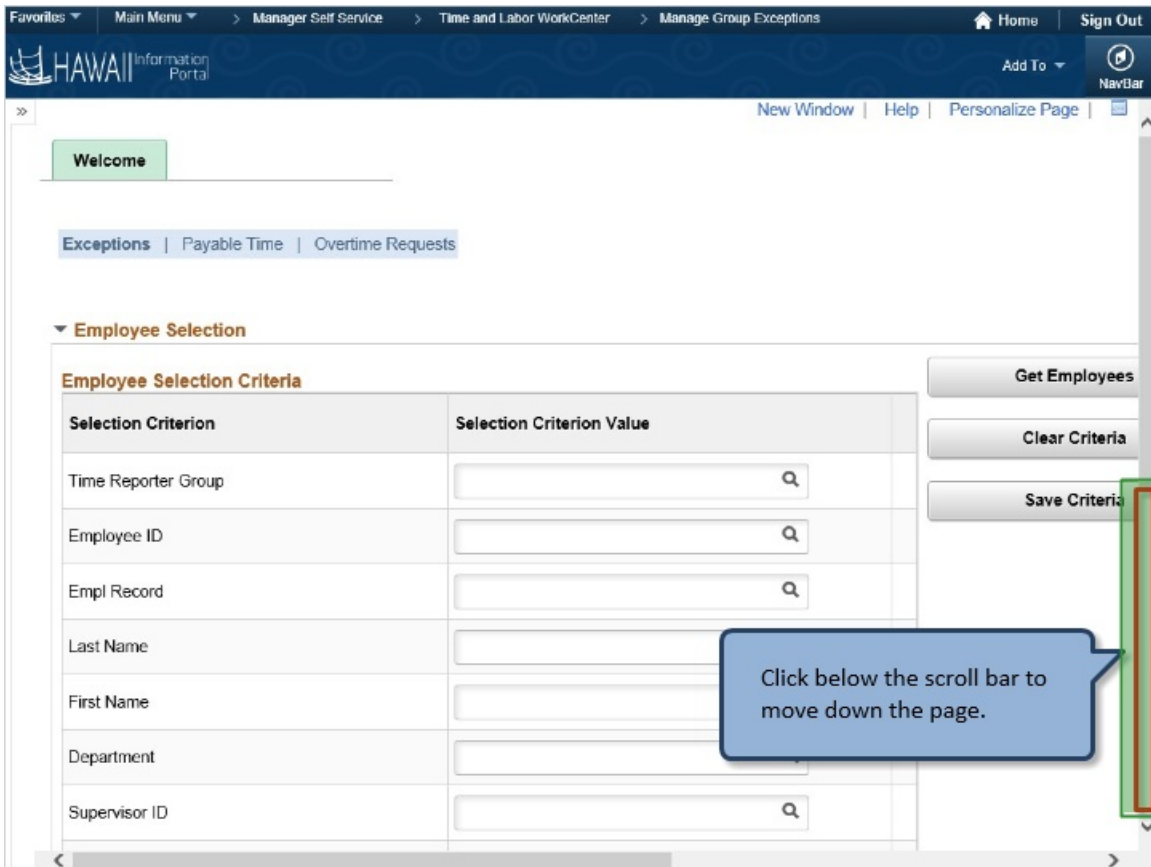 Favorites Main Menu > Manager Self Service > Time and Labor WorkCenter > Manage Group Exceptions Home Sign Out
HAWAII Information Portal
Add To
NavBar
» New Window | Help | Personalize Page |
Welcome
Exceptions | Payable Time | Overtime Requests
Employee Selection
Employee Selection Criteria
Get Employees
Selection Criterion Selection Criterion Value
Clear Criteria
Time Reporter Group
Save Criteria
Employee ID
Empl Record
Last Name
Click below the scroll bar to
move down the page.
First Name
Department
Supervisor ID